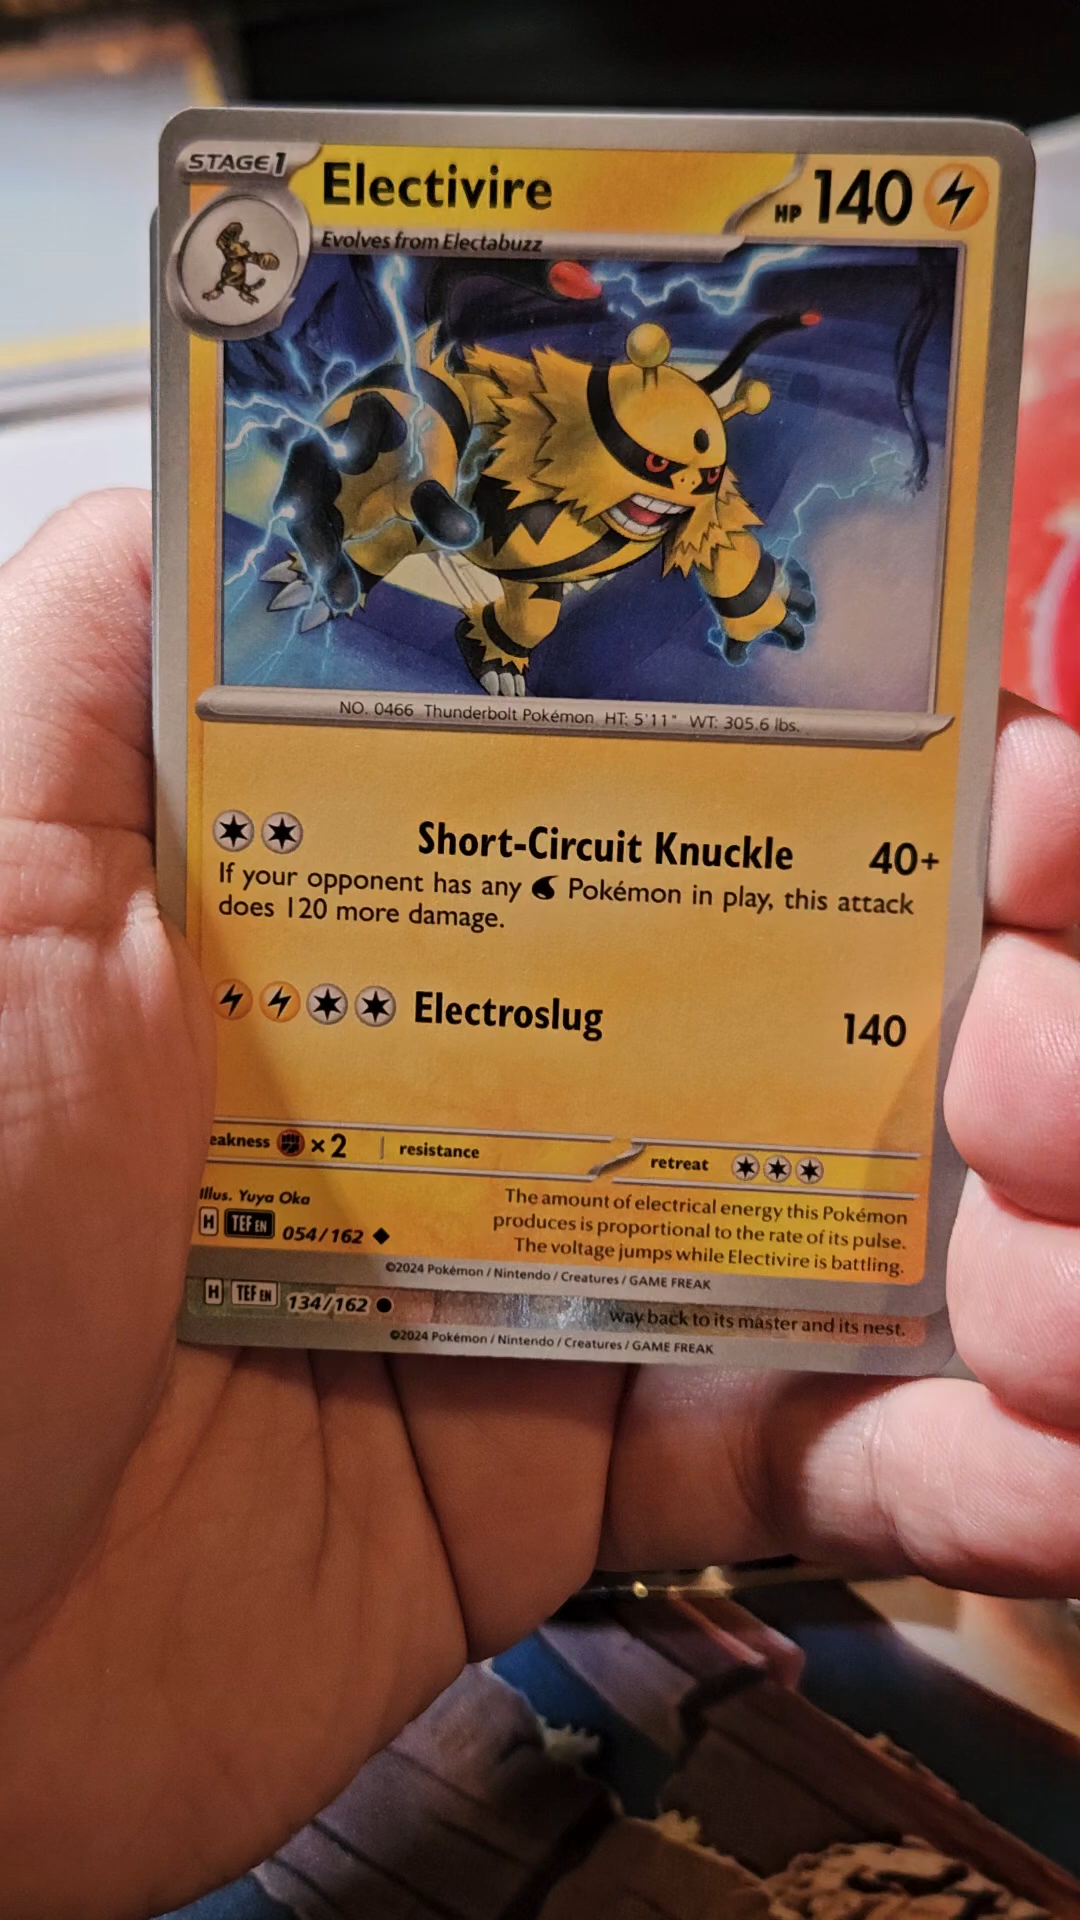 STAGE 1
Electivire
HP 140
Evolves from Electabuzz
NO. 0466 Thunderbolt Pokémon HT: 5'11" WT: 305.6 lbs.
Short-Circuit Knuckle 40+
If your opponent has any Pokémon in play, this attack
does 120 more damage.
Electroslug 140
eakness ×2 resistance
retreat
Illus. Yuya Oka
H TEF EN 054/162
The amount of electrical energy this Pokémon
produces is proportional to the rate of its pulse.
The voltage jumps while Electivire is battling.
©2024 Pokémon / Nintendo / Creatures / GAME FREAK
H TEF EN 134/162
way back to its master and its nest.
©2024 Pokémon / Nintendo / Creatures / GAME FREAK